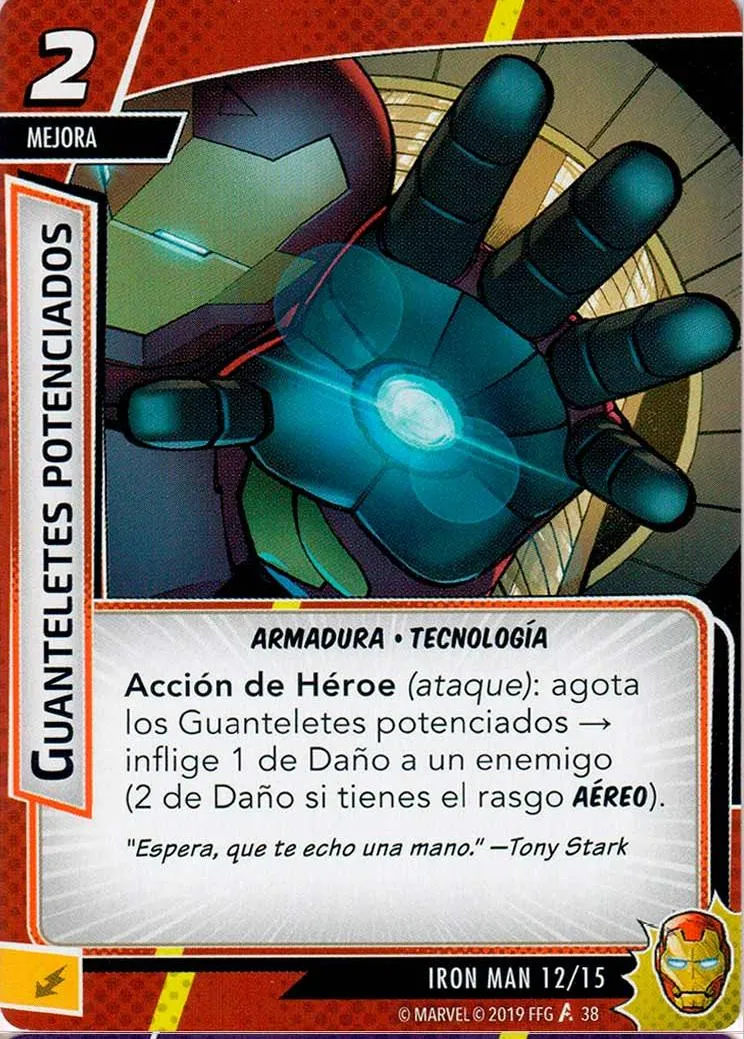 2
MEJORA
GUANTELETES POTENCIADOS
ARMADURA • TECNOLOGÍA
Acción de Héroe (ataque): agota
los Guanteletes potenciados →
inflige 1 de Daño a un enemigo
(2 de Daño si tienes el rasgo AÉREO).
"Espera, que te echo una mano." —Tony Stark
IRON MAN 12/15
© MARVEL © 2019 FFG 38